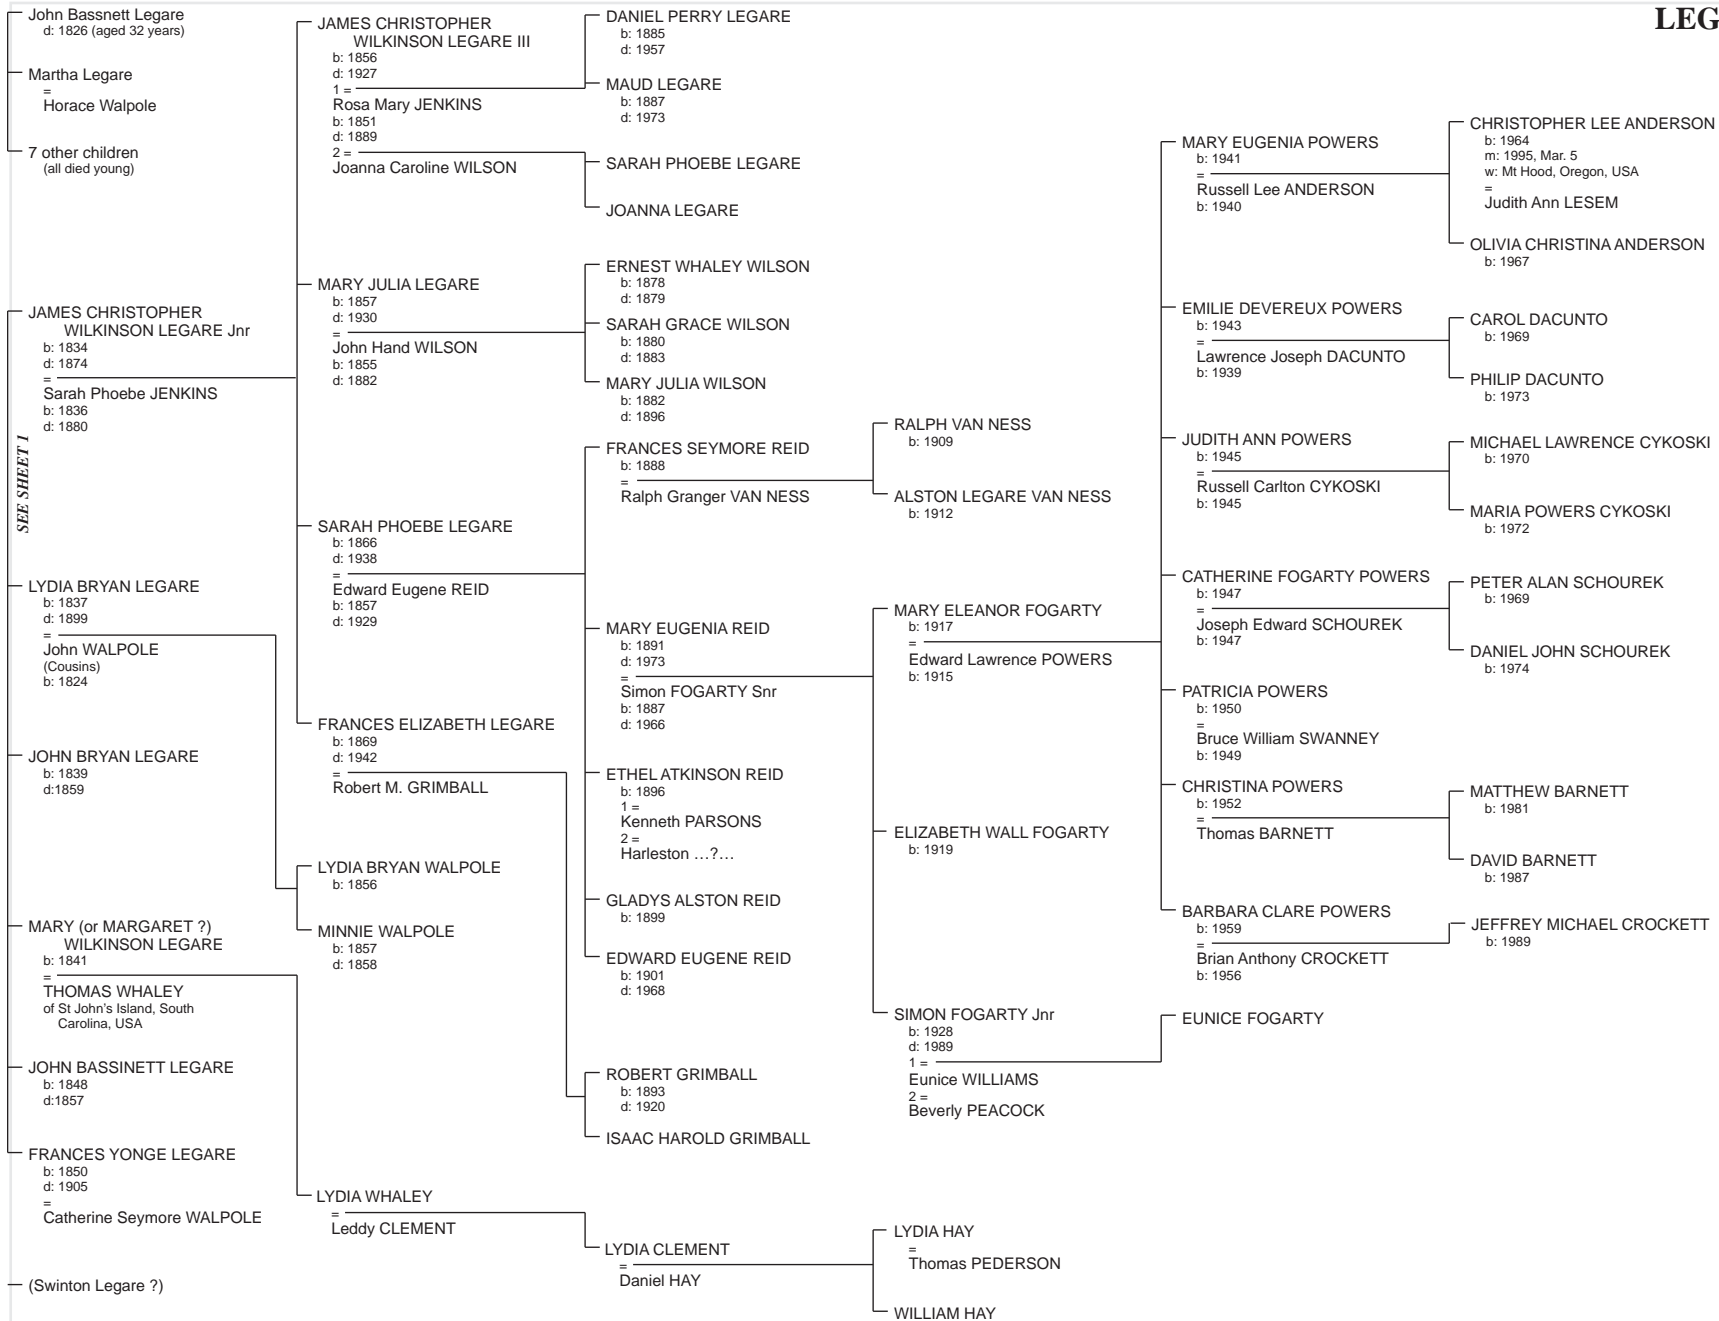 LEG
John Bassnett Legare
d: 1826 (aged 32 years)
Martha Legare
=
Horace Walpole
7 other children
(all died young)
SEE SHEET 1
JAMES CHRISTOPHER
WILKINSON LEGARE Jnr
b: 1834
d: 1874
=
Sarah Phoebe JENKINS
b: 1836
d: 1880
LYDIA BRYAN LEGARE
b: 1837
d: 1899
=
John WALPOLE
(Cousins)
b: 1824
JOHN BRYAN LEGARE
b: 1839
d:1859
MARY (or MARGARET ?)
WILKINSON LEGARE
b: 1841
=
THOMAS WHALEY
of St John's Island, South
Carolina, USA
JOHN BASSINETT LEGARE
b: 1848
d:1857
FRANCES YONGE LEGARE
b: 1850
d: 1905
=
Catherine Seymore WALPOLE
(Swinton Legare ?)
JAMES CHRISTOPHER
WILKINSON LEGARE III
b: 1856
d: 1927
1 =
Rosa Mary JENKINS
b: 1851
d: 1889
2 =
Joanna Caroline WILSON
MARY JULIA LEGARE
b: 1857
d: 1930
=
John Hand WILSON
b: 1855
d: 1882
SARAH PHOEBE LEGARE
b: 1866
d: 1938
=
Edward Eugene REID
b: 1857
d: 1929
FRANCES ELIZABETH LEGARE
b: 1869
d: 1942
=
Robert M. GRIMBALL
LYDIA BRYAN WALPOLE
b: 1856
MINNIE WALPOLE
b: 1857
d: 1858
LYDIA WHALEY
=
Leddy CLEMENT
DANIEL PERRY LEGARE
b: 1885
d: 1957
MAUD LEGARE
b: 1887
d: 1973
SARAH PHOEBE LEGARE
JOANNA LEGARE
ERNEST WHALEY WILSON
b: 1878
d: 1879
SARAH GRACE WILSON
b: 1880
d: 1883
MARY JULIA WILSON
b: 1882
d: 1896
FRANCES SEYMORE REID
b: 1888
=
Ralph Granger VAN NESS
MARY EUGENIA REID
b: 1891
d: 1973
=
Simon FOGARTY Snr
b: 1887
d: 1966
ETHEL ATKINSON REID
b: 1896
1 =
Kenneth PARSONS
2 =
Harleston ...?...
GLADYS ALSTON REID
b: 1899
EDWARD EUGENE REID
b: 1901
d: 1968
ROBERT GRIMBALL
b: 1893
d: 1920
ISAAC HAROLD GRIMBALL
LYDIA CLEMENT
=
Daniel HAY
RALPH VAN NESS
b: 1909
ALSTON LEGARE VAN NESS
b: 1912
MARY ELEANOR FOGARTY
b: 1917
=
Edward Lawrence POWERS
b: 1915
ELIZABETH WALL FOGARTY
b: 1919
SIMON FOGARTY Jnr
b: 1928
d: 1989
1 =
Eunice WILLIAMS
2 =
Beverly PEACOCK
LYDIA HAY
=
Thomas PEDERSON
WILLIAM HAY
MARY EUGENIA POWERS
b: 1941
=
Russell Lee ANDERSON
b: 1940
EMILIE DEVEREUX POWERS
b: 1943
=
Lawrence Joseph DACUNTO
b: 1939
JUDITH ANN POWERS
b: 1945
=
Russell Carlton CYKOSKI
b: 1945
CATHERINE FOGARTY POWERS
b: 1947
=
Joseph Edward SCHOUREK
b: 1947
PATRICIA POWERS
b: 1950
=
Bruce William SWANNEY
b: 1949
CHRISTINA POWERS
b: 1952
=
Thomas BARNETT
BARBARA CLARE POWERS
b: 1959
=
Brian Anthony CROCKETT
b: 1956
EUNICE FOGARTY
CHRISTOPHER LEE ANDERSON
b: 1964
m: 1995, Mar. 5
w: Mt Hood, Oregon, USA
=
Judith Ann LESEM
OLIVIA CHRISTINA ANDERSON
b: 1967
CAROL DACUNTO
b: 1969
PHILIP DACUNTO
b: 1973
MICHAEL LAWRENCE CYKOSKI
b: 1970
MARIA POWERS CYKOSKI
b: 1972
PETER ALAN SCHOUREK
b: 1969
DANIEL JOHN SCHOUREK
b: 1974
MATTHEW BARNETT
b: 1981
DAVID BARNETT
b: 1987
JEFFREY MICHAEL CROCKETT
b: 1989